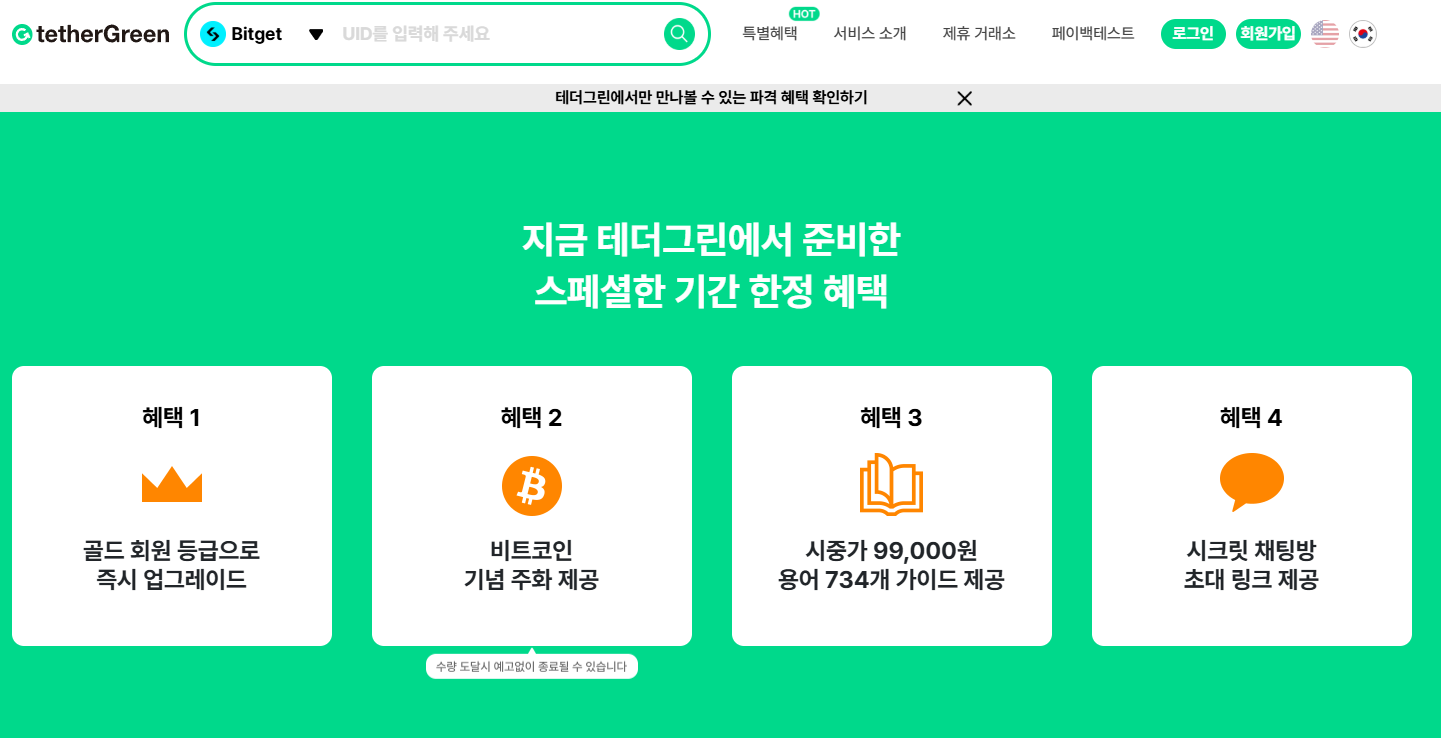 tetherGreen
Bitget
UID를 입력해 주세요
특별혜택
HOT
서비스 소개
제휴 거래소
페이백테스트
로그인
회원가입
테더그린에서만 만나볼 수 있는 파격 혜택 확인하기
지금 테더그린에서 준비한
스페셜한 기간 한정 혜택
혜택 1
골드 회원 등급으로
즉시 업그레이드
혜택 2
비트코인
기념 주화 제공
수량 도달시 예고없이 종료될 수 있습니다
혜택 3
시중가 99,000원
용어 734개 가이드 제공
혜택 4
시크릿 채팅방
초대 링크 제공